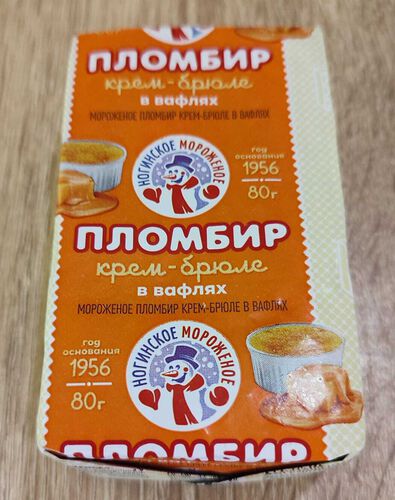 ПЛОМБИР
крем-брюле
в вафлях
МОРОЖЕНОЕ ПЛОМБИР КРЕМ-БРЮЛЕ В ВАФЛЯХ
НОГИНСКОЕ МОРОЖЕНОЕ
год
основания
1956
80г
ПЛОМБИР
крем-брюле
в вафлях
МОРОЖЕНОЕ ПЛОМБИР КРЕМ-БРЮЛЕ В ВАФЛЯХ
год
основания
1956
80г
НОГИНСКОЕ МОРОЖЕНОЕ
ПЛОМБИР